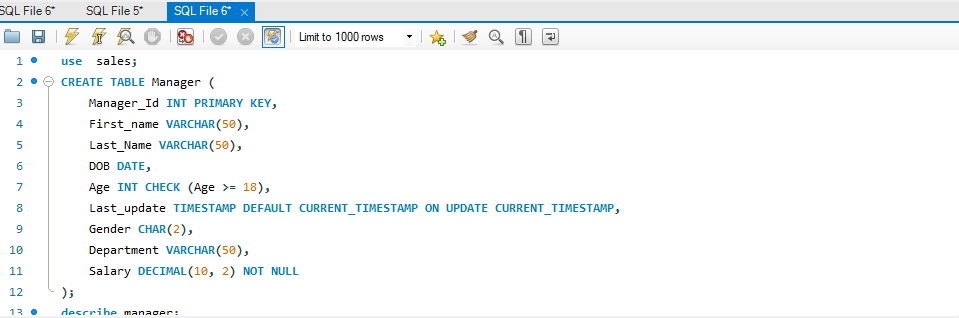 SQL File 6* SQL File 5* SQL File 6*
Limit to 1000 rows
1 use sales;
2 CREATE TABLE Manager (
3 Manager_Id INT PRIMARY KEY,
4 First_name VARCHAR(50),
5 Last_Name VARCHAR(50),
6 DOB DATE,
7 Age INT CHECK (Age >= 18),
8 Last_update TIMESTAMP DEFAULT CURRENT_TIMESTAMP ON UPDATE CURRENT_TIMESTAMP,
9 Gender CHAR(2),
10 Department VARCHAR(50),
11 Salary DECIMAL(10, 2) NOT NULL
12 );
13 describe manager;